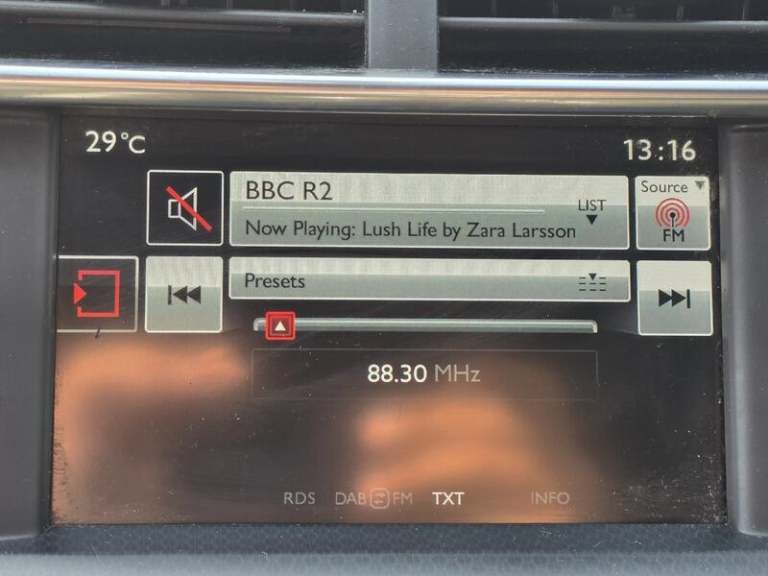 29°C
13:16
BBC R2
LIST
Now Playing: Lush Life by Zara Larsson
Source
FM
Presets
88.30 MHz
RDS DAB FM TXT INFO